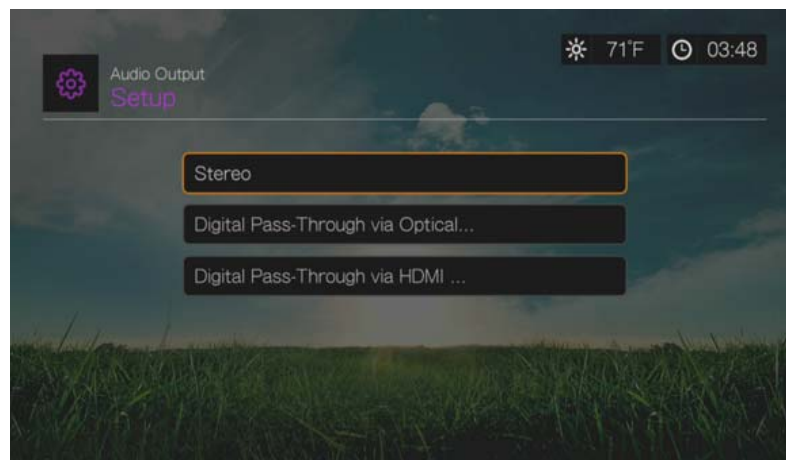 71°F 03:48
Audio Output
Setup
Stereo
Digital Pass-Through via Optical...
Digital Pass-Through via HDMI ...